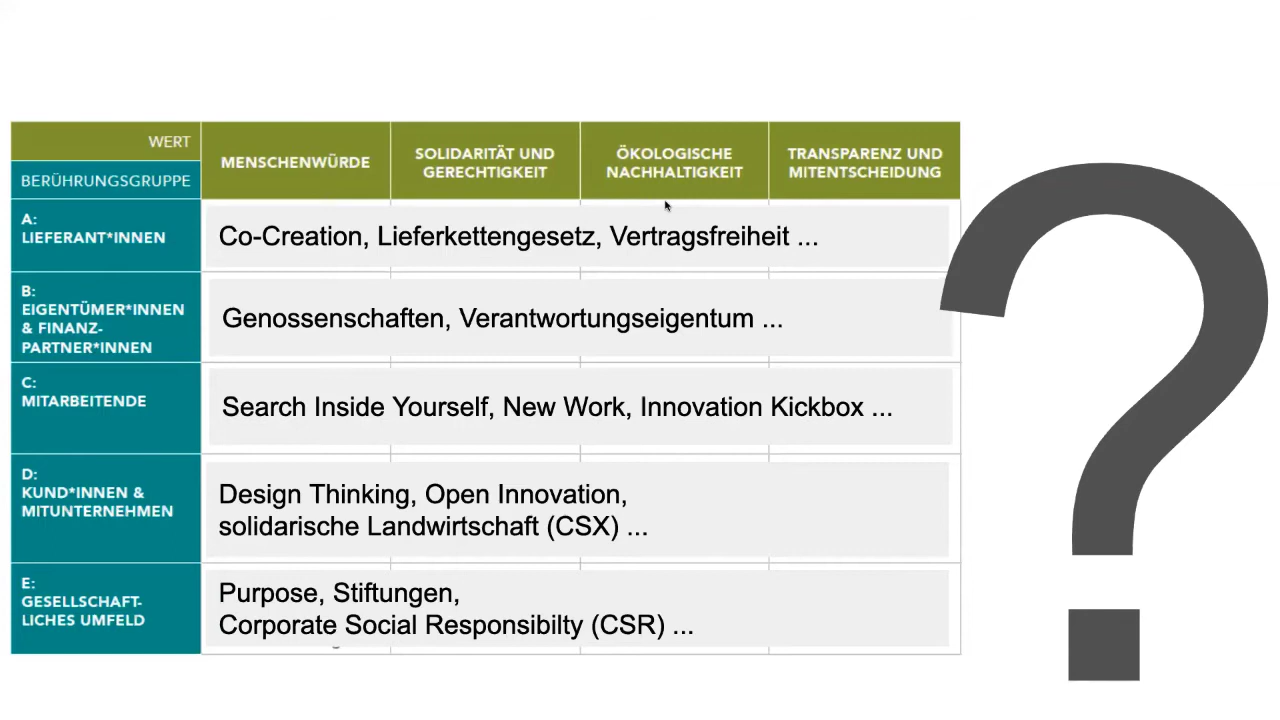 WERT
BERÜHRUNGSGRUPPE
MENSCHENWÜRDE
SOLIDARITÄT UND
GERECHTIGKEIT
ÖKOLOGISCHE
NACHHALTIGKEIT
TRANSPARENZ UND
MITENTSCHEIDUNG
A:
LIEFERANT*INNEN
Co-Creation, Lieferkettengesetz, Vertragsfreiheit ...
B:
EIGENTÜMER*INNEN
& FINANZ-
PARTNER*INNEN
Genossenschaften, Verantwortungseigentum ...
C:
MITARBEITENDE
Search Inside Yourself, New Work, Innovation Kickbox ...
D:
KUND*INNEN &
MITUNTERNEHMEN
Design Thinking, Open Innovation,
solidarische Landwirtschaft (CSX) ...
E:
GESELLSCHAFT-
LICHES UMFELD
Purpose, Stiftungen,
Corporate Social Responsibilty (CSR) ...
?